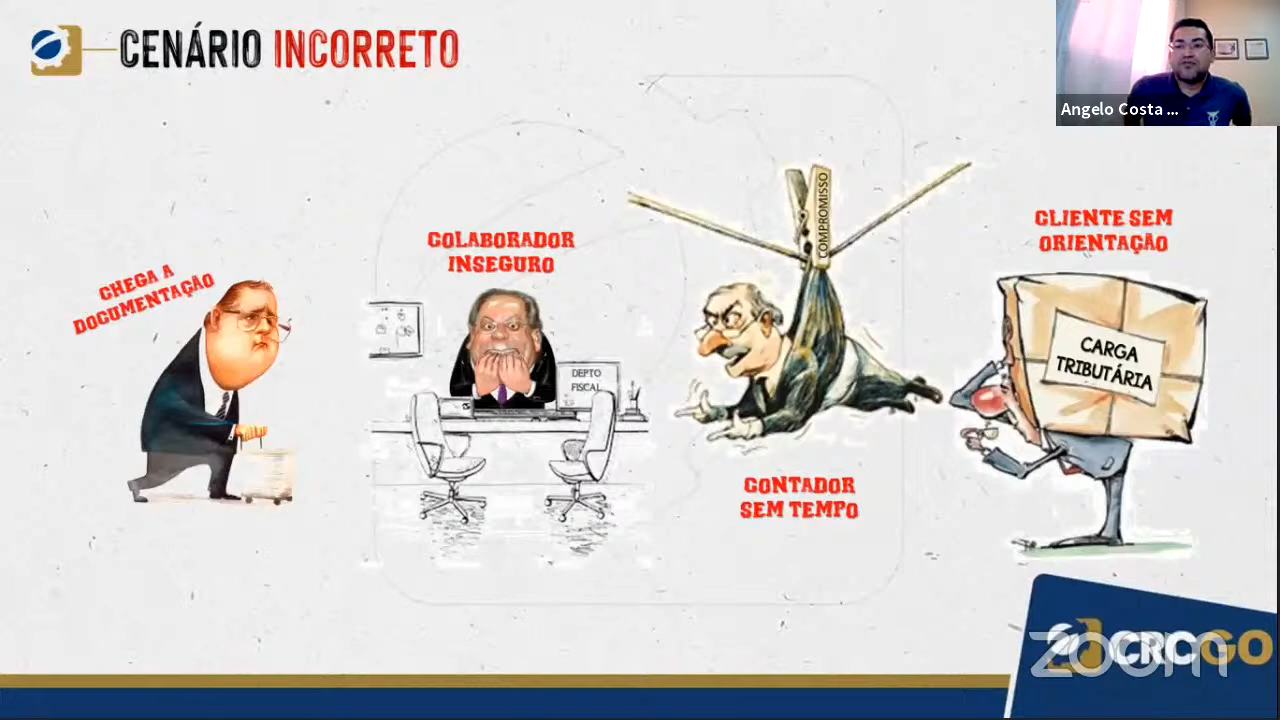 CENÁRIO INCORRETO
Angelo Costa ...
CHEGA A
DOCUMENTAÇÃO
COLABORADOR
INSEGURO
DEPTO
FISCAL
COMPROMISSO
CONTADOR
SEM TEMPO
CLIENTE SEM
ORIENTAÇÃO
CARGA
TRIBUTÁRIA
CRCGO
zoom